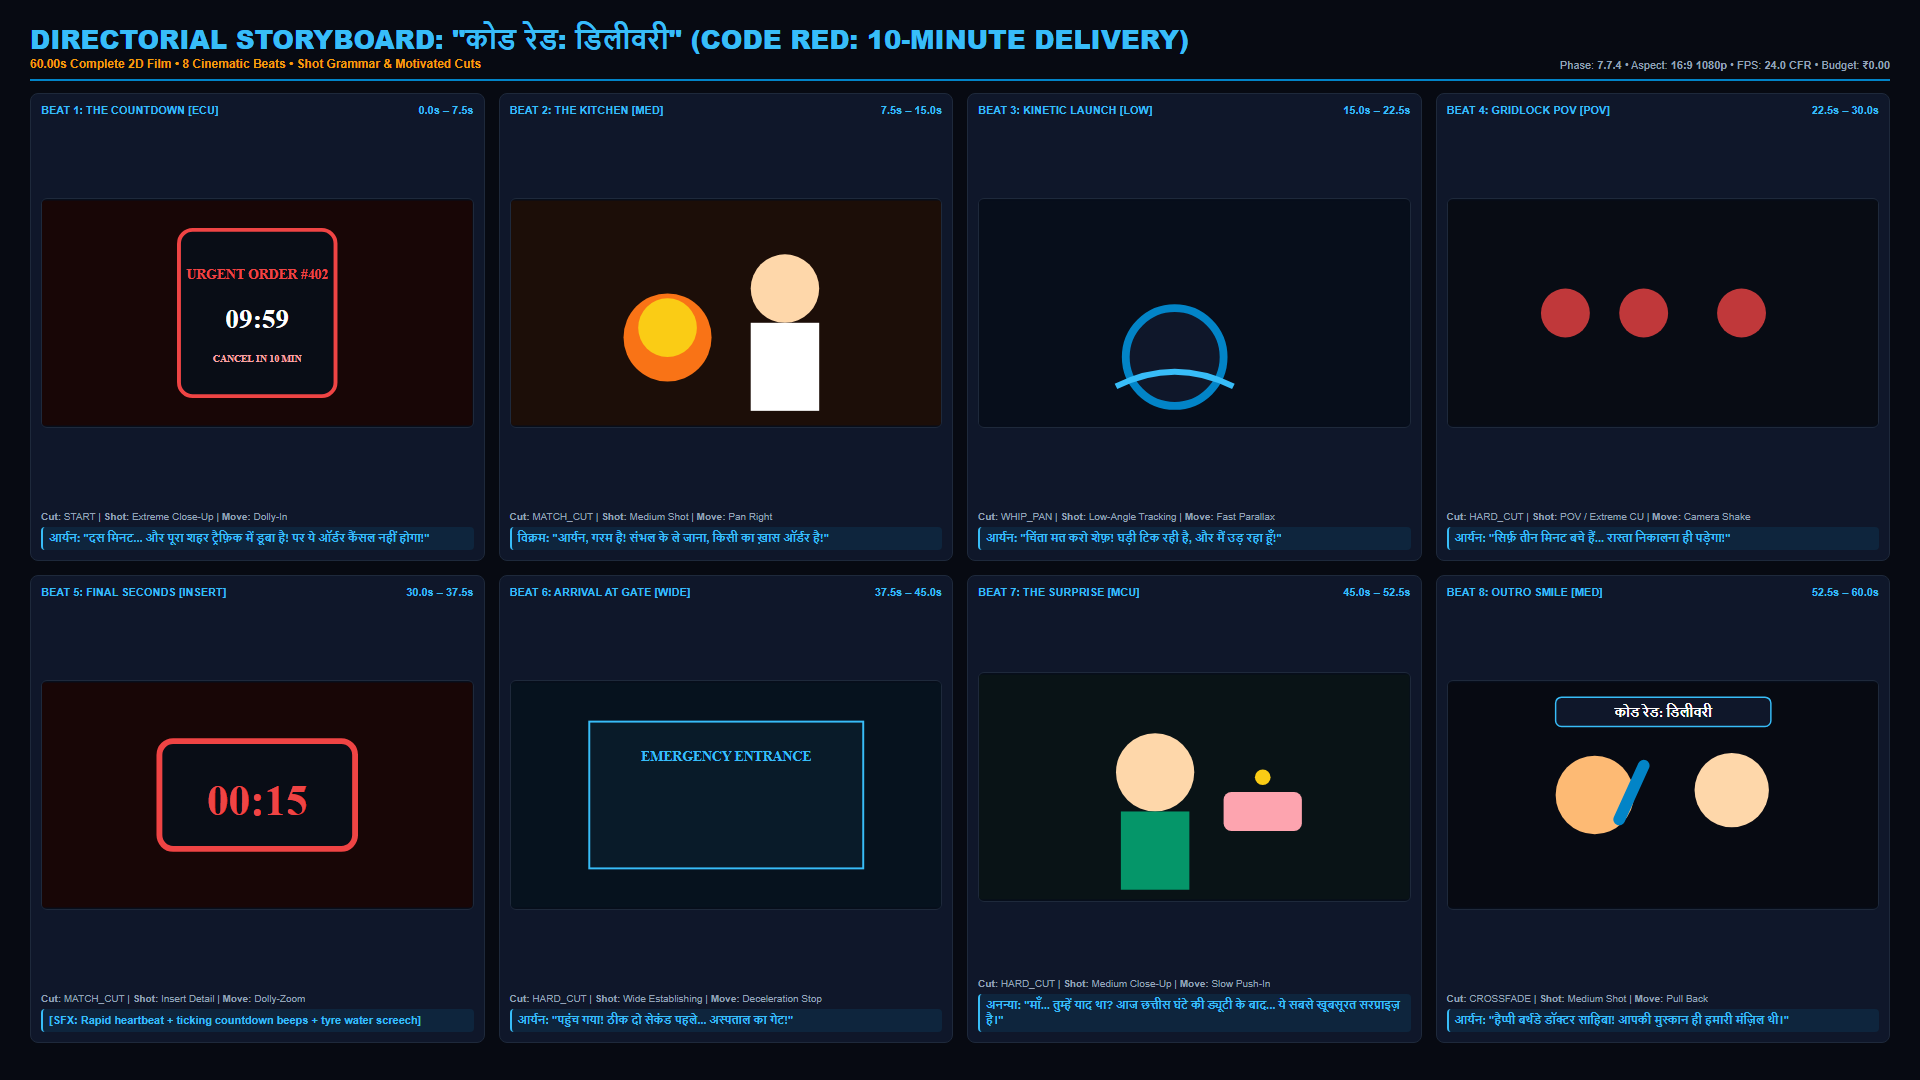 DIRECTORIAL STORYBOARD: "कोड रेड: डिलीवरी" (CODE RED: 10-MINUTE DELIVERY)
60.00s Complete 2D Film • 8 Cinematic Beats • Shot Grammar & Motivated Cuts
Phase: 7.7.4 • Aspect: 16:9 1080p • FPS: 24.0 CFR • Budget: ₹0.00
BEAT 1: THE COUNTDOWN [ECU]
0.0s – 7.5s
URGENT ORDER #402
09:59
CANCEL IN 10 MIN
Cut: START | Shot: Extreme Close-Up | Move: Dolly-In
आर्यन: "दस मिनट... और पूरा शहर ट्रैफ़िक में डूबा है! पर ये ऑर्डर कैंसल नहीं होगा!"
BEAT 2: THE KITCHEN [MED]
7.5s – 15.0s
Cut: MATCH_CUT | Shot: Medium Shot | Move: Pan Right
विक्रम: "आर्यन, गरम है! संभल के ले जाना, किसी का ख़ास ऑर्डर है!"
BEAT 3: KINETIC LAUNCH [LOW]
15.0s – 22.5s
Cut: WHIP_PAN | Shot: Low-Angle Tracking | Move: Fast Parallax
आर्यन: "चिंता मत करो शेफ़! घड़ी टिक रही है, और मैं उड़ रहा हूँ!"
BEAT 4: GRIDLOCK POV [POV]
22.5s – 30.0s
Cut: HARD_CUT | Shot: POV / Extreme CU | Move: Camera Shake
आर्यन: "सिर्फ़ तीन मिनट बचे हैं... रास्ता निकालना ही पड़ेगा!"
BEAT 5: FINAL SECONDS [INSERT]
30.0s – 37.5s
00:15
Cut: MATCH_CUT | Shot: Insert Detail | Move: Dolly-Zoom
[SFX: Rapid heartbeat + ticking countdown beeps + tyre water screech]
BEAT 6: ARRIVAL AT GATE [WIDE]
37.5s – 45.0s
EMERGENCY ENTRANCE
Cut: HARD_CUT | Shot: Wide Establishing | Move: Deceleration Stop
आर्यन: "पहुंच गया! ठीक दो सेकंड पहले... अस्पताल का गेट!"
BEAT 7: THE SURPRISE [MCU]
45.0s – 52.5s
Cut: HARD_CUT | Shot: Medium Close-Up | Move: Slow Push-In
अनन्या: "माँ... तुम्हें याद था? आज छत्तीस घंटे की ड्यूटी के बाद... ये सबसे खूबसूरत सरप्राइज़
है।"
BEAT 8: OUTRO SMILE [MED]
52.5s – 60.0s
कोड रेड: डिलीवरी
Cut: CROSSFADE | Shot: Medium Shot | Move: Pull Back
आर्यन: "हैप्पी बर्थडे डॉक्टर साहिबा! आपकी मुस्कान ही हमारी मंज़िल थी।"